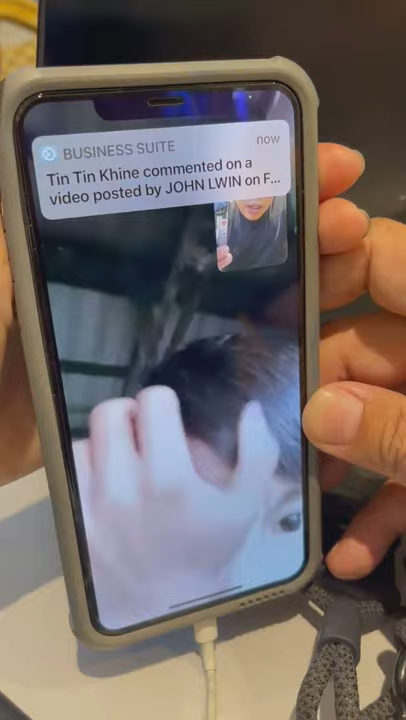 BUSINESS SUITE
now
Tin Tin Khine commented on a
video posted by JOHN LWIN on F...